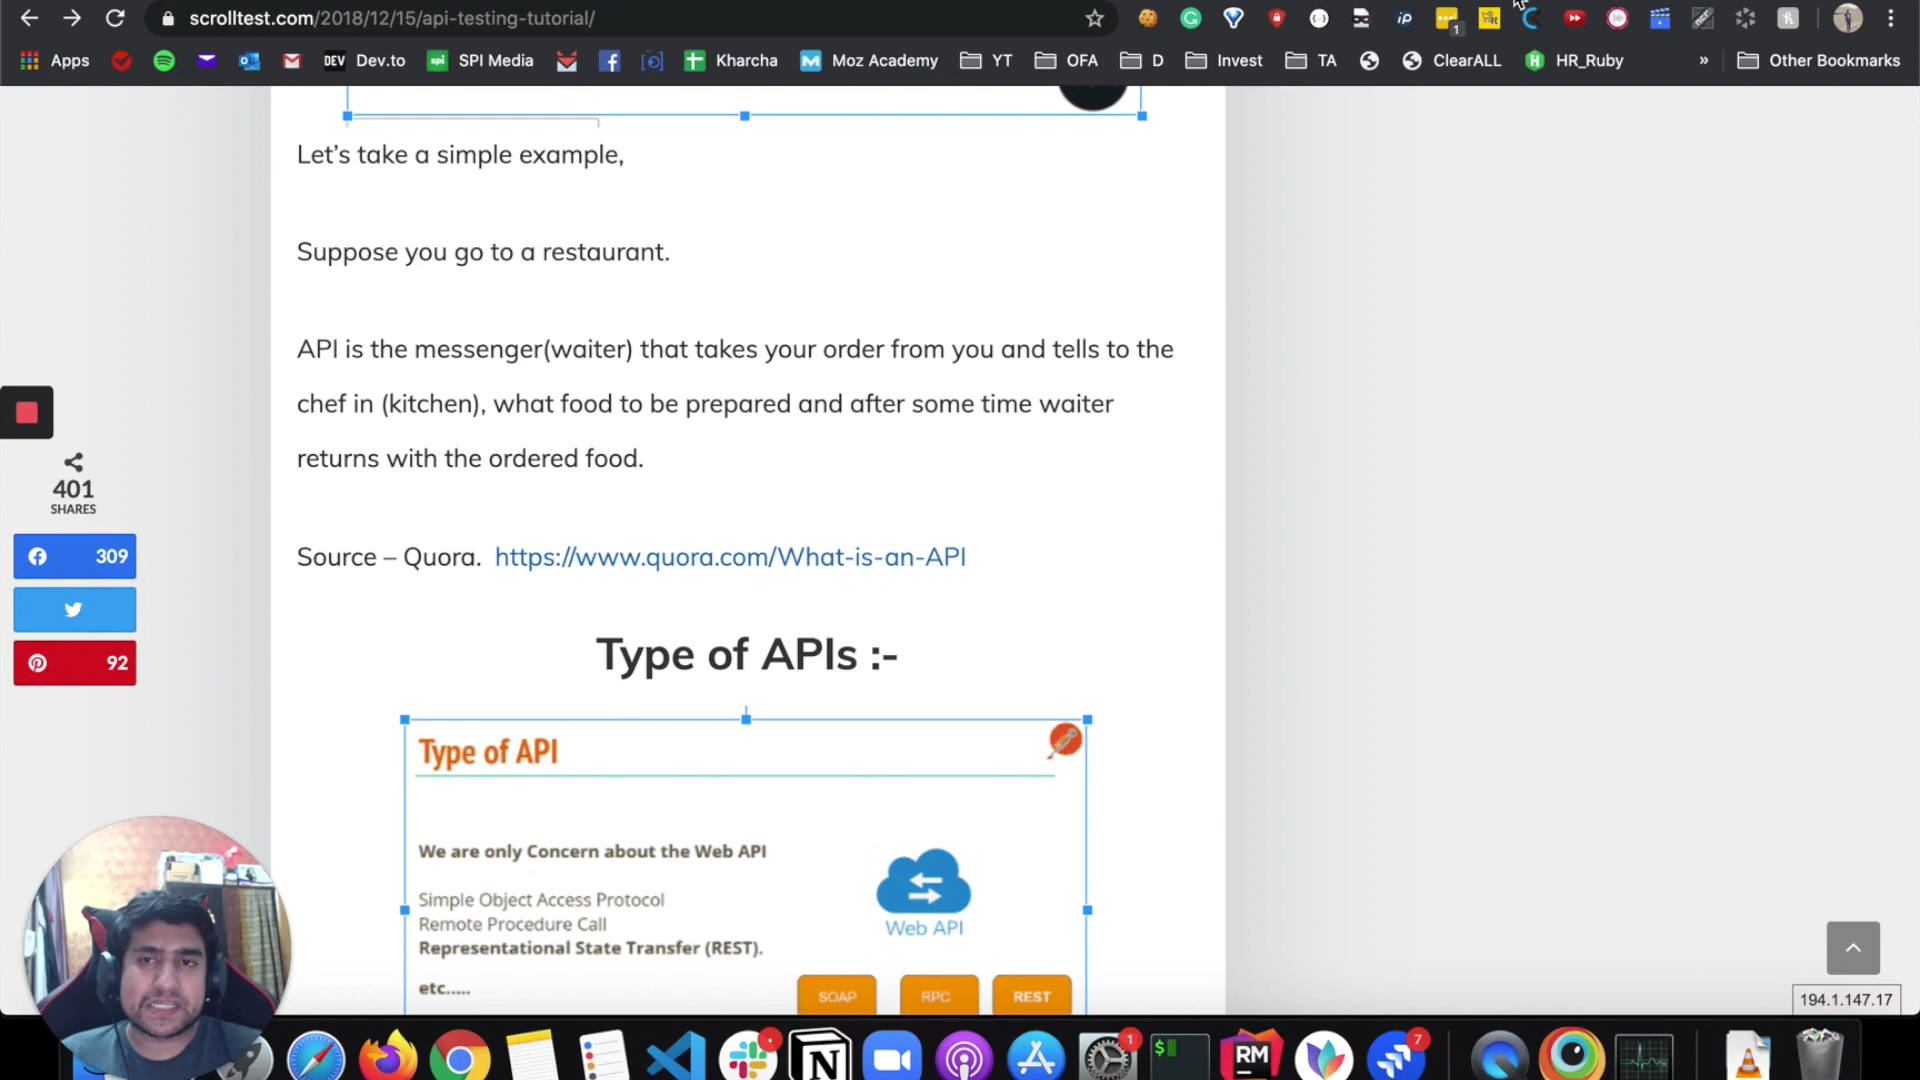 scrolltest.com/2018/12/15/api-testing-tutorial/
1
Apps
DEV Dev.to
spi SPI Media
Kharcha
Moz Academy
YT
OFA
D
Invest
TA
ClearALL
HR_Ruby
»
Other Bookmarks
Let's take a simple example,
Suppose you go to a restaurant.
API is the messenger(waiter) that takes your order from you and tells to the
chef in (kitchen), what food to be prepared and after some time waiter
returns with the ordered food.
401
SHARES
309
92
Source – Quora. https://www.quora.com/What-is-an-API
Type of APIs :-
Type of API
We are only Concern about the Web API
Simple Object Access Protocol
Remote Procedure Call
Representational State Transfer (REST).
etc.....
Web API
SOAP
RPC
REST
194.1.147.17
1
$
RM
7